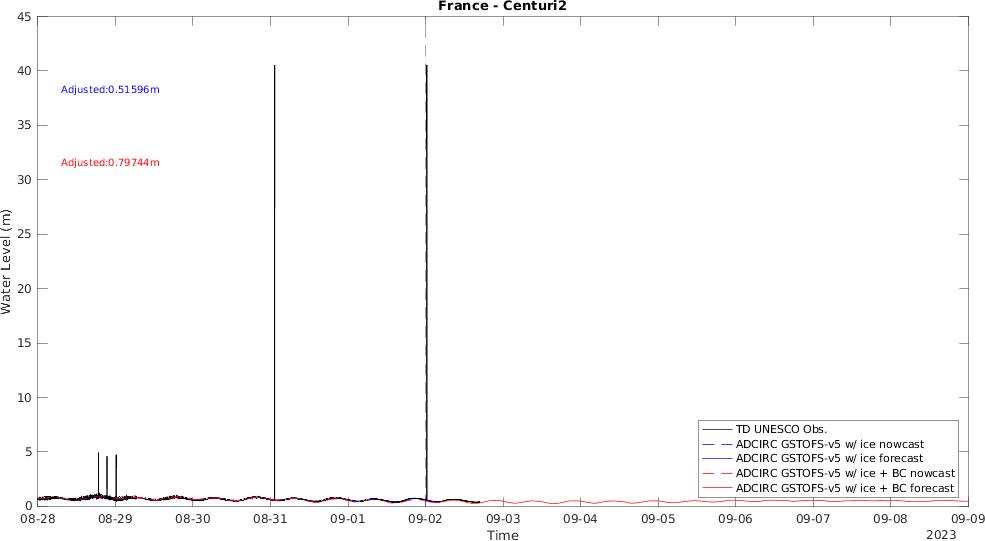 France - Centuri2
45
40
35
30
25
20
15
10
5
0
Water Level (m)
Adjusted:0.51596m
Adjusted:0.79744m
TD UNESCO Obs.
ADCIRC GSTOFS-v5 w/ ice nowcast
ADCIRC GSTOFS-v5 w/ ice forecast
ADCIRC GSTOFS-v5 w/ ice + BC nowcast
ADCIRC GSTOFS-v5 w/ ice + BC forecast
08-28 08-29 08-30 08-31 09-01 09-02 09-03 09-04 09-05 09-06 09-07 09-08 09-09
Time
2023